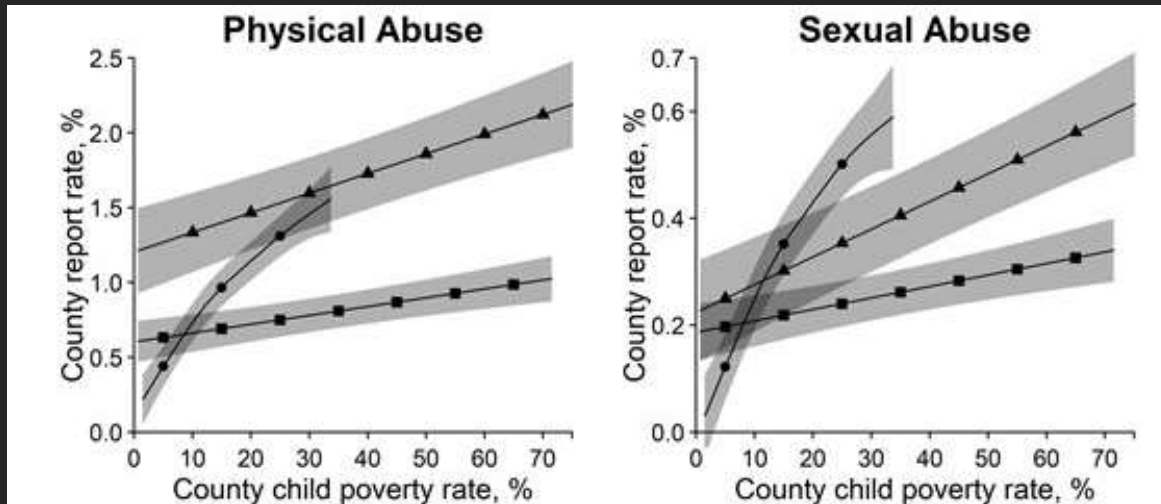 Physical Abuse
County report rate, %
2.5
2.0
1.5
1.0
0.5
0.0
0 10 20 30 40 50 60 70
County child poverty rate, %
Sexual Abuse
County report rate, %
0.7
0.6
0.4
0.2
0.0
0 10 20 30 40 50 60 70
County child poverty rate, %